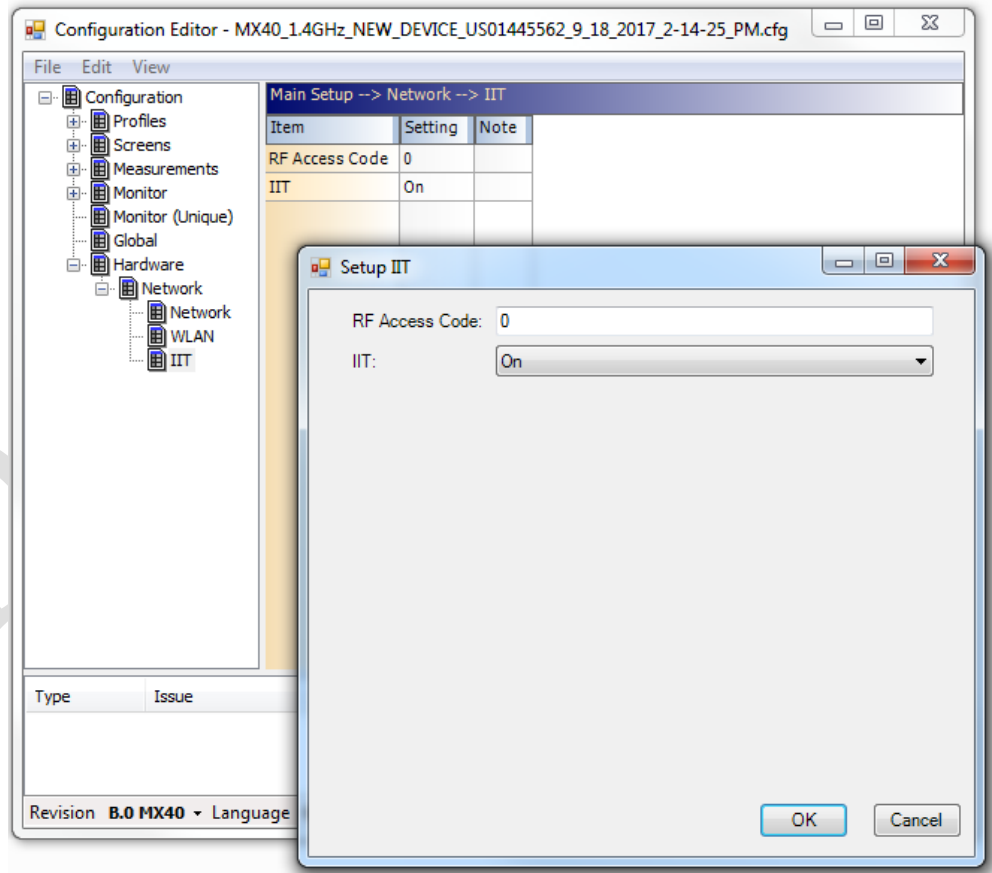 Configuration Editor - MX40_1.4GHz_NEW_DEVICE_US01445562_9_18_2017_2-14-25_PM.cfg
File Edit View
Configuration
Profiles
Screens
Measurements
Monitor
Monitor (Unique)
Global
Hardware
Network
Network
WLAN
IIT
Main Setup --> Network --> IIT
Item Setting Note
RF Access Code 0
IIT On
Setup IIT
RF Access Code: 0
IIT: On
OK Cancel
Type Issue
Revision B.0 MX40 Language